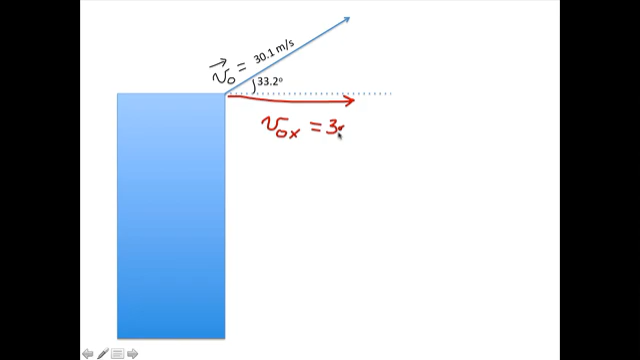 v⃗₀ = 30.1 m/s
33.2°
v₀ₓ = 3